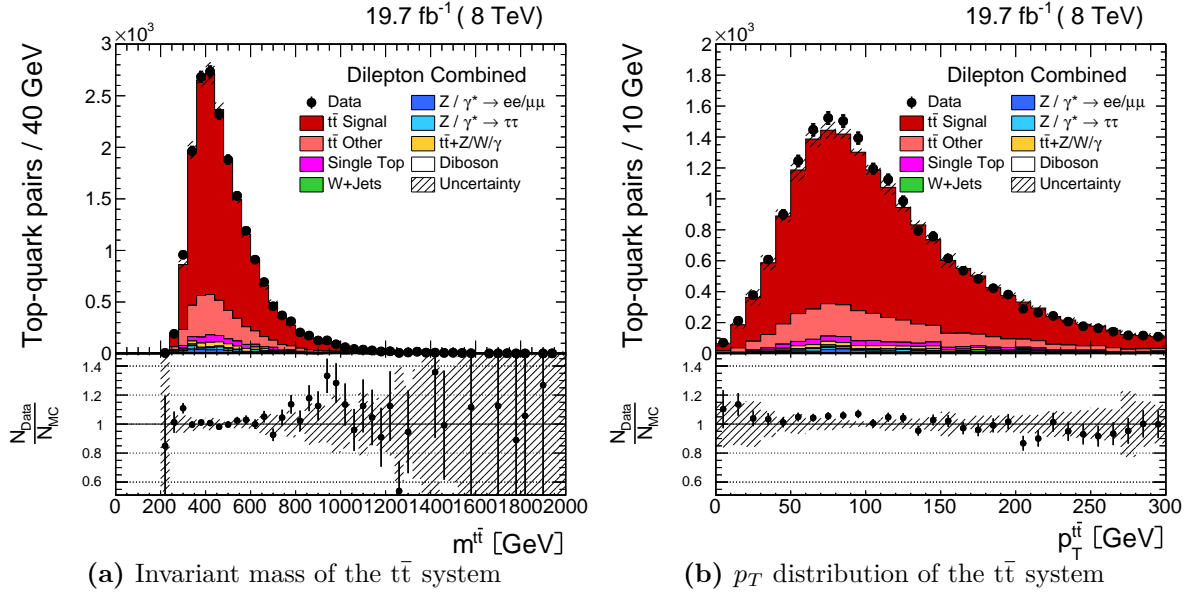 19.7 fb⁻¹ ( 8 TeV)
×10³
Top-quark pairs / 40 GeV
3
2.5
2
1.5
1
0.5
0
Dilepton Combined
Data
tt̄ Signal
tt̄ Other
Single Top
W+Jets
Z / γ* → ee/μμ
Z / γ* → ττ
tt̄+Z/W/γ
Diboson
Uncertainty
N_Data
N_MC
1.4
1.2
1
0.8
0.6
0 200 400 600 800 1000 1200 1400 1600 1800 2000
m^tt̄ [GeV]
(a) Invariant mass of the tt̄ system
19.7 fb⁻¹ ( 8 TeV)
×10³
Top-quark pairs / 10 GeV
2
1.8
1.6
1.4
1.2
1
0.8
0.6
0.4
0.2
0
Dilepton Combined
Data
tt̄ Signal
tt̄ Other
Single Top
W+Jets
Z / γ* → ee/μμ
Z / γ* → ττ
tt̄+Z/W/γ
Diboson
Uncertainty
N_Data
N_MC
1.4
1.2
1
0.8
0.6
0 50 100 150 200 250 300
p_T^tt̄ [GeV]
(b) p_T distribution of the tt̄ system